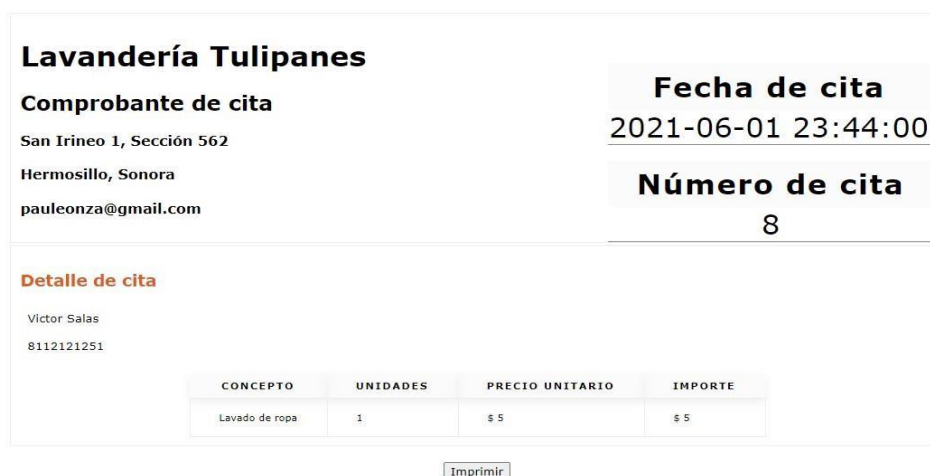 Lavandería Tulipanes
Comprobante de cita
San Irineo 1, Sección 562
Hermosillo, Sonora
pauleonza@gmail.com
Fecha de cita
2021-06-01 23:44:00
Número de cita
8
Detalle de cita
Victor Salas
8112121251
CONCEPTO UNIDADES PRECIO UNITARIO IMPORTE
Lavado de ropa 1 $ 5 $ 5
Imprimir